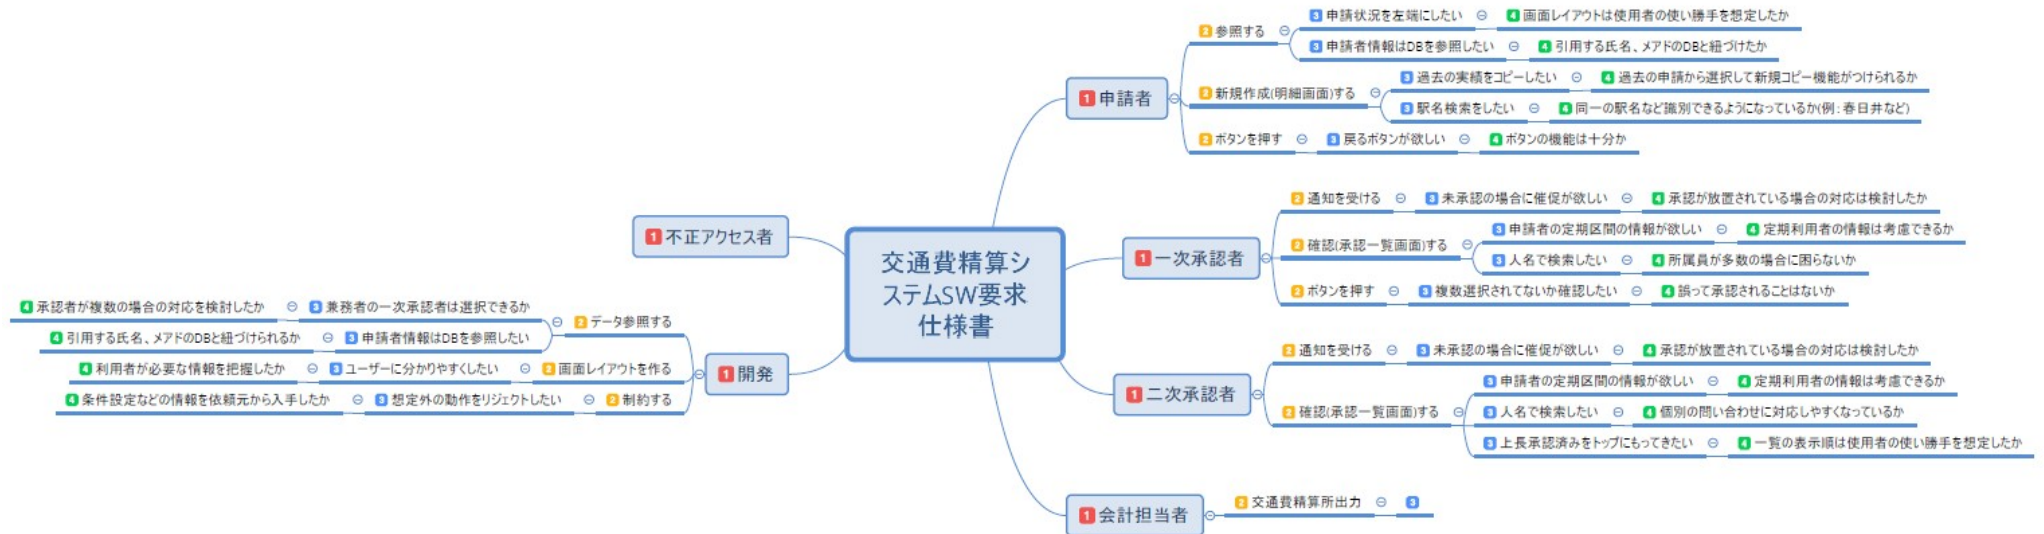 交通費精算シ
ステムSW要求
仕様書
1 申請者
2 参照する
3 申請状況を左端にしたい
4 画面レイアウトは使用者の使い勝手を想定したか
3 申請者情報はDBを参照したい
4 引用する氏名、メアドのDBと紐づけたか
2 新規作成(明細画面)する
3 過去の実績をコピーしたい
4 過去の申請から選択して新規コピー機能がつけられるか
3 駅名検索をしたい
4 同一の駅名など識別できるようになっているか(例:春日井など)
2 ボタンを押す
3 戻るボタンが欲しい
4 ボタンの機能は十分か
1 一次承認者
2 通知を受ける
3 未承認の場合に催促が欲しい
4 承認が放置されている場合の対応は検討したか
2 確認(承認一覧画面)する
3 申請者の定期区間の情報が欲しい
4 定期利用者の情報は考慮できるか
3 人名で検索したい
4 所属員が多数の場合に困らないか
2 ボタンを押す
3 複数選択されてないか確認したい
4 誤って承認されることはないか
1 二次承認者
2 通知を受ける
3 未承認の場合に催促が欲しい
4 承認が放置されている場合の対応は検討したか
2 確認(承認一覧画面)する
3 申請者の定期区間の情報が欲しい
4 定期利用者の情報は考慮できるか
3 人名で検索したい
4 個別の問い合わせに対応しやすくなっているか
3 上長承認済みをトップにもってきたい
4 一覧の表示順は使用者の使い勝手を想定したか
1 会計担当者
2 交通費精算所出力
3
1 不正アクセス者
1 開発
2 データ参照する
3 兼務者の一次承認者は選択できるか
4 承認者が複数の場合の対応を検討したか
3 申請者情報はDBを参照したい
4 引用する氏名、メアドのDBと紐づけられるか
2 画面レイアウトを作る
3 ユーザーに分かりやすくしたい
4 利用者が必要な情報を把握したか
2 制約する
3 想定外の動作をリジェクトしたい
4 条件設定などの情報を依頼元から入手したか